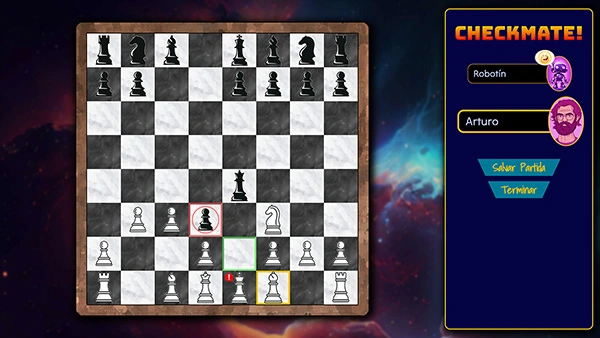 CHECKMATE!
Robotín
Arturo
Salvar Partida
Terminar
!